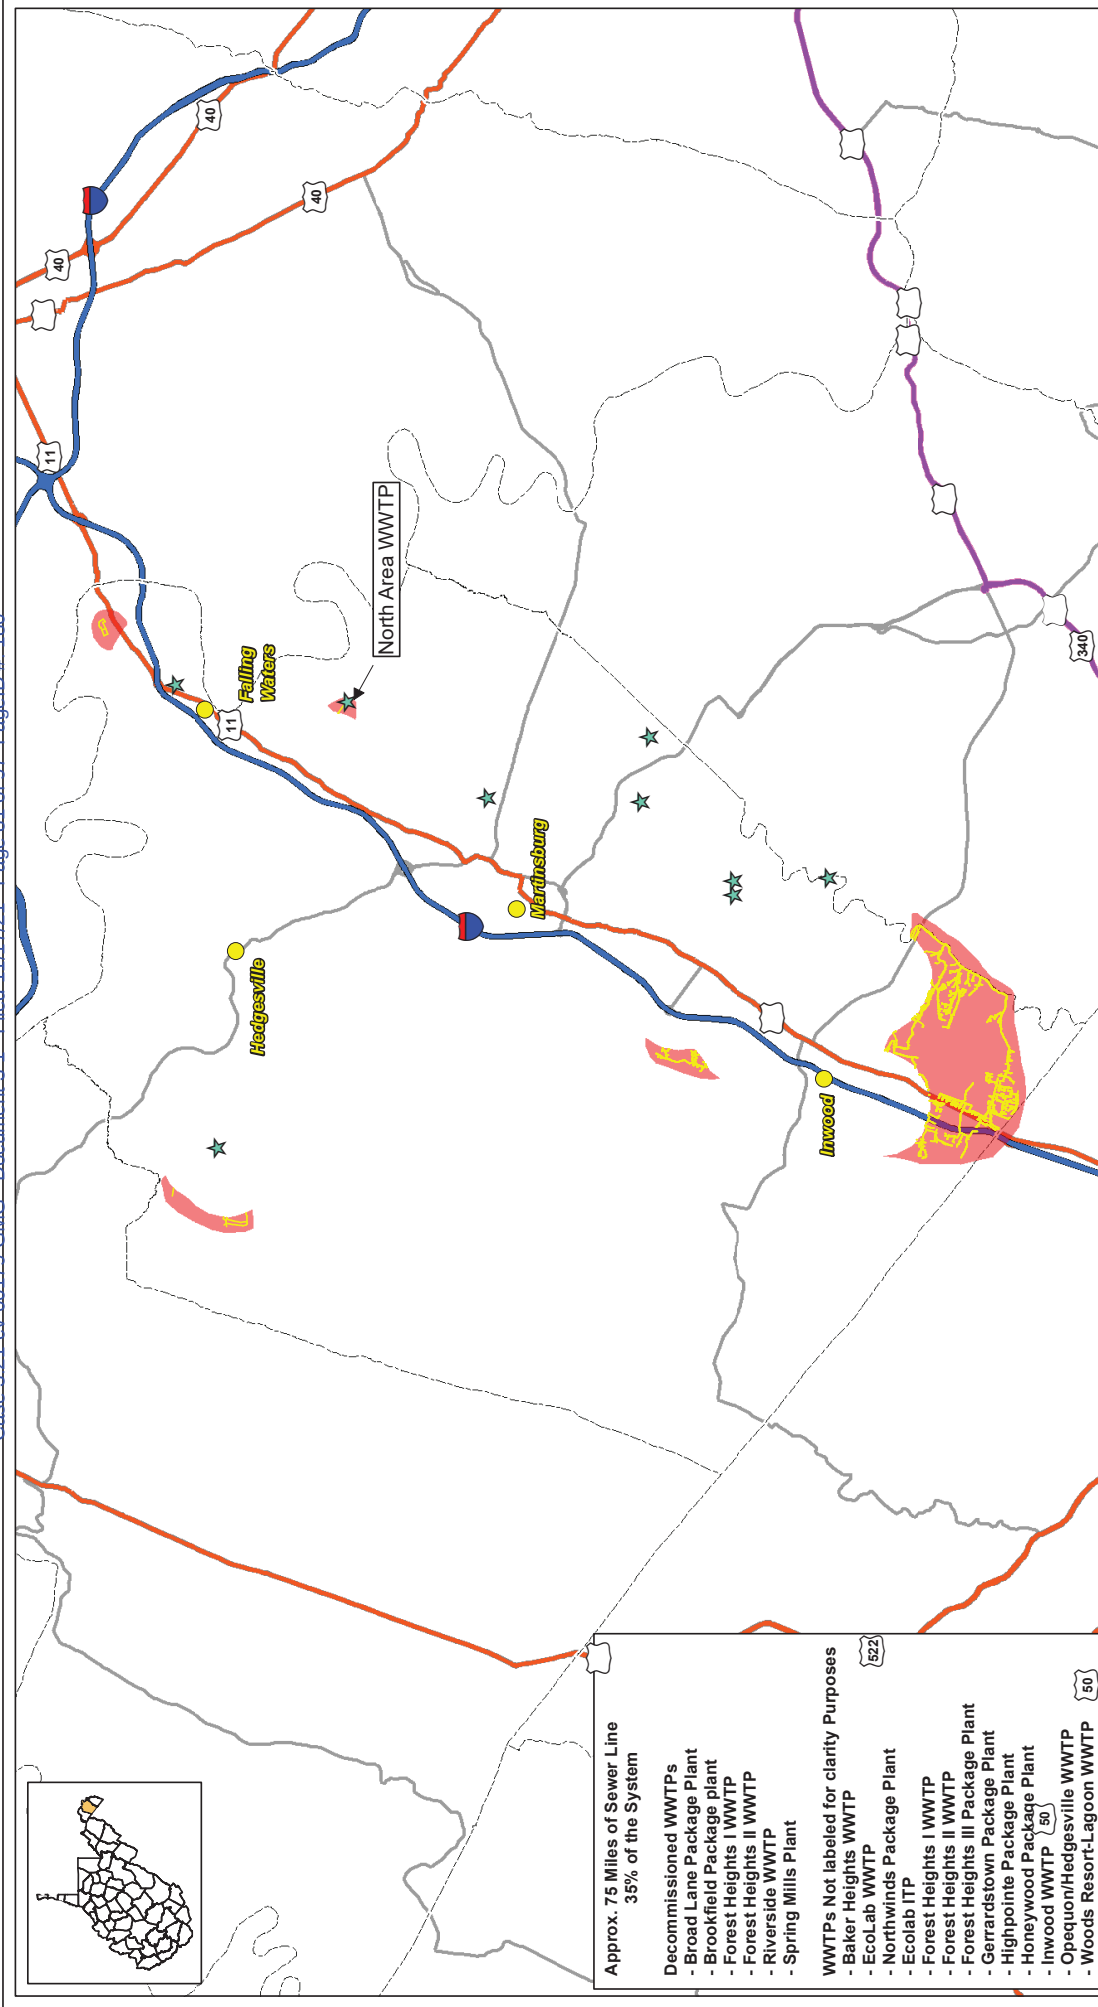 40
40
40
11
North Area WWTP
Falling
Waters
11
Hedgesville
Martinsburg
Inwood
340
Approx. 75 Miles of Sewer Line
35% of the System
Decommissioned WWTPs
- Broad Lane Package Plant
- Brookfield Package plant
- Forest Heights I WWTP
- Forest Heights II WWTP
- Riverside WWTP
- Spring Mills Plant
WWTPs Not labeled for clarity Purposes
- Baker Heights WWTP
- EcoLab WWTP
- Northwinds Package Plant
- Ecolab ITP
- Forest Heights I WWTP
- Forest Heights II WWTP
- Forest Heights III Package Plant
- Gerrardstown Package Plant
- Highpointe Package Plant
- Honeywood Package Plant
- Inwood WWTP
- Opequon/Hedgesville WWTP
- Woods Resort-Lagoon WWTP
522
50
50